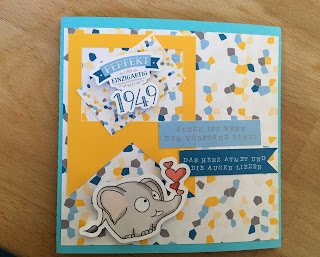 PERFEKT
EINZIGARTIG
1949
GLÜCK IST WENN
DER VERSTAND TANZT
DAS HERZ ATMET UND
DIE AUGEN LIEBEN